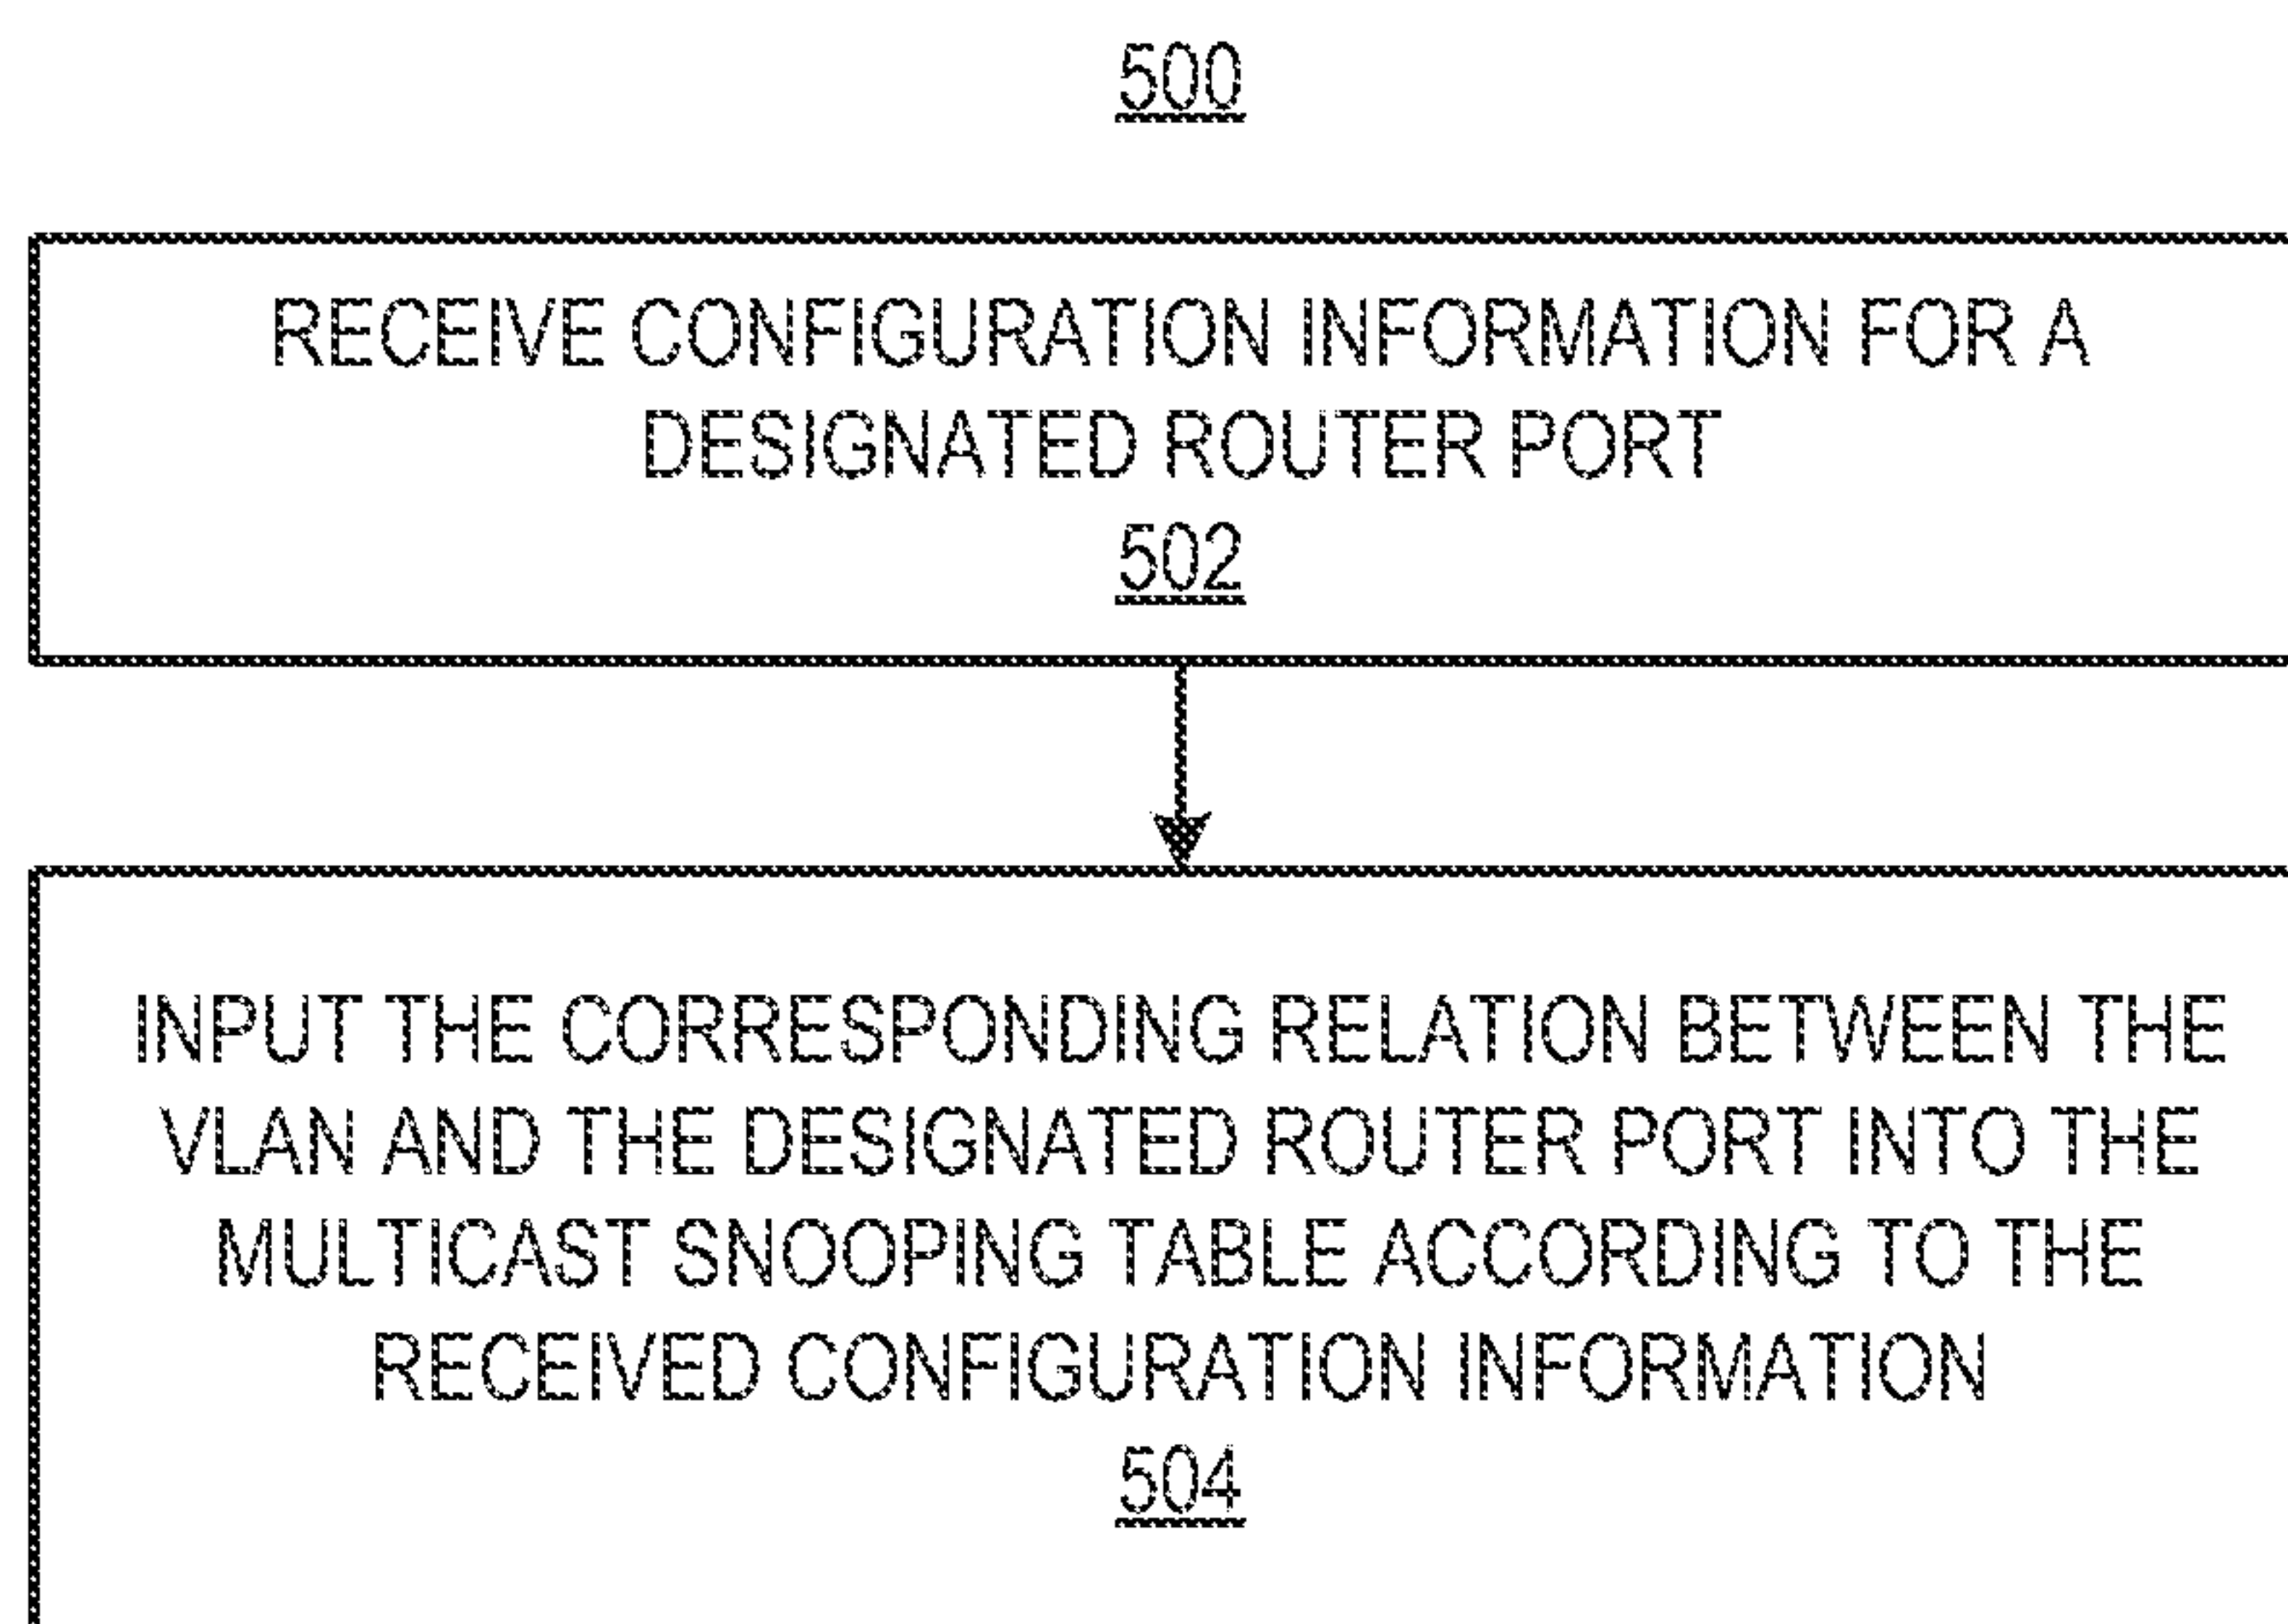 500
RECEIVE CONFIGURATION INFORMATION FOR A
DESIGNATED ROUTER PORT
502
INPUT THE CORRESPONDING RELATION BETWEEN THE
VLAN AND THE DESIGNATED ROUTER PORT INTO THE
MULTICAST SNOOPING TABLE ACCORDING TO THE
RECEIVED CONFIGURATION INFORMATION
504